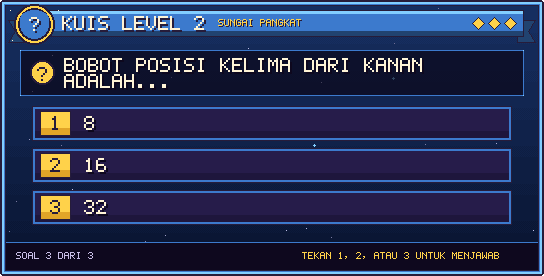 ?
KUIS LEVEL 2 SUNGAI PANGKAT
? BOBOT POSISI KELIMA DARI KANAN
ADALAH...
1 8
2 16
3 32
SOAL 3 DARI 3 TEKAN 1, 2, ATAU 3 UNTUK MENJAWAB